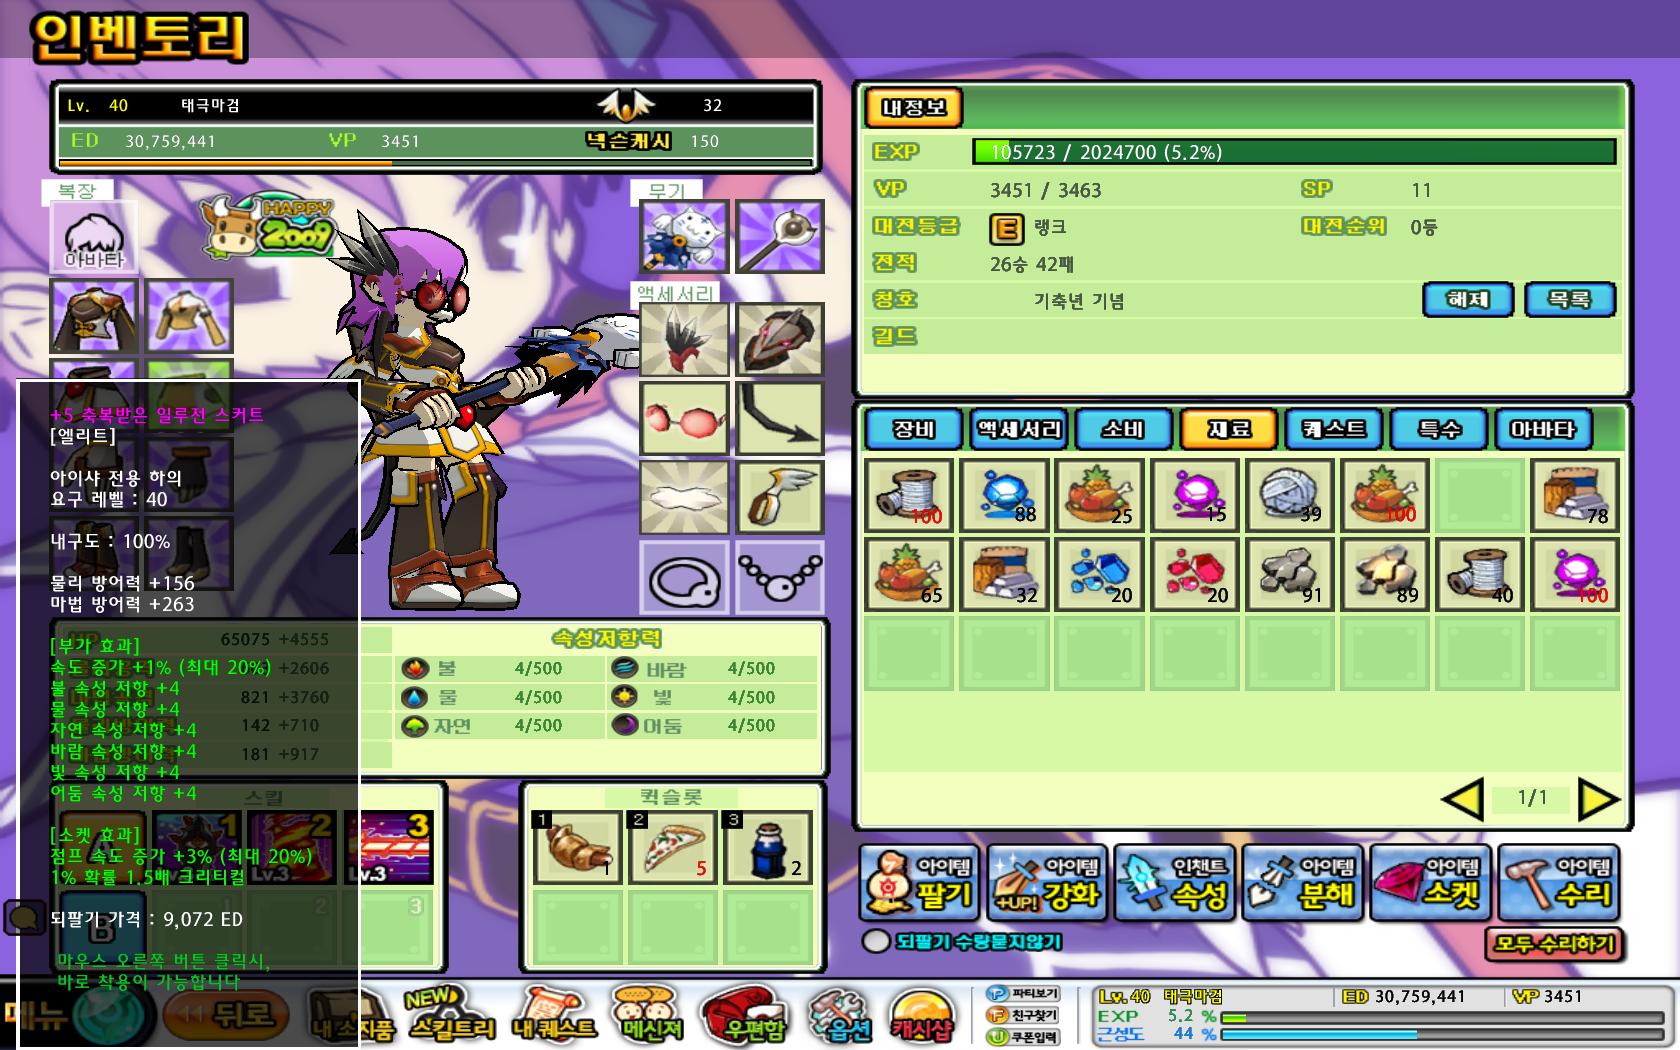 인벤토리
Lv. 40 태극마검 32
ED 30,759,441 VP 3451 넥슨캐시 150
복장
아바타
HAPPY 2009
무기
액세서리
+5 축복받은 일루전 스커트
[엘리트]
아이샤 전용 하의
요구 레벨 : 40
내구도 : 100%
물리 방어력 +156
마법 방어력 +263
[부가 효과]
속도 증가 +1% (최대 20%)
불 속성 저항 +4
물 속성 저항 +4
자연 속성 저항 +4
바람 속성 저항 +4
빛 속성 저항 +4
어둠 속성 저항 +4
[소켓 효과]
점프 속도 증가 +3% (최대 20%)
1% 확률 1.5배 크리티컬
되팔기 가격 : 9,072 ED
마우스 오른쪽 버튼 클릭시,
바로 착용이 가능합니다
65075 +4555
+2606
821 +3760
142 +710
181 +917
속성저항력
불 4/500 바람 4/500
물 4/500 빛 4/500
자연 4/500 어둠 4/500
스킬
A 1 2 3
Lv.3 Lv.3 Lv.3
B 1 2 3
퀵슬롯
1 2 3
1 5 2
내정보
EXP 105723 / 2024700 (5.2%)
VP 3451 / 3463 SP 11
대전등급 E 랭크 대전순위 0등
전적 26승 42패
칭호 기축년 기념 해제 목록
길드
장비 액세서리 소비 재료 퀘스트 특수 아바타
100 88 25 15 39 100 78
65 32 20 20 91 89 40 100
1/1
아이템 팔기
아이템 강화 +UP!
인챈트 속성
아이템 분해
아이템 소켓
아이템 수리
되팔기 수량묻지않기
모두 수리하기
메뉴 뒤로 내 소지품 NEW 스킬트리 내 퀘스트 메신져 우편함 옵션 캐시샵
P 파티보기
F 친구찾기
U 쿠폰입력
Lv.40 태극마검 ED 30,759,441 VP 3451
EXP 5.2 %
근성도 44 %